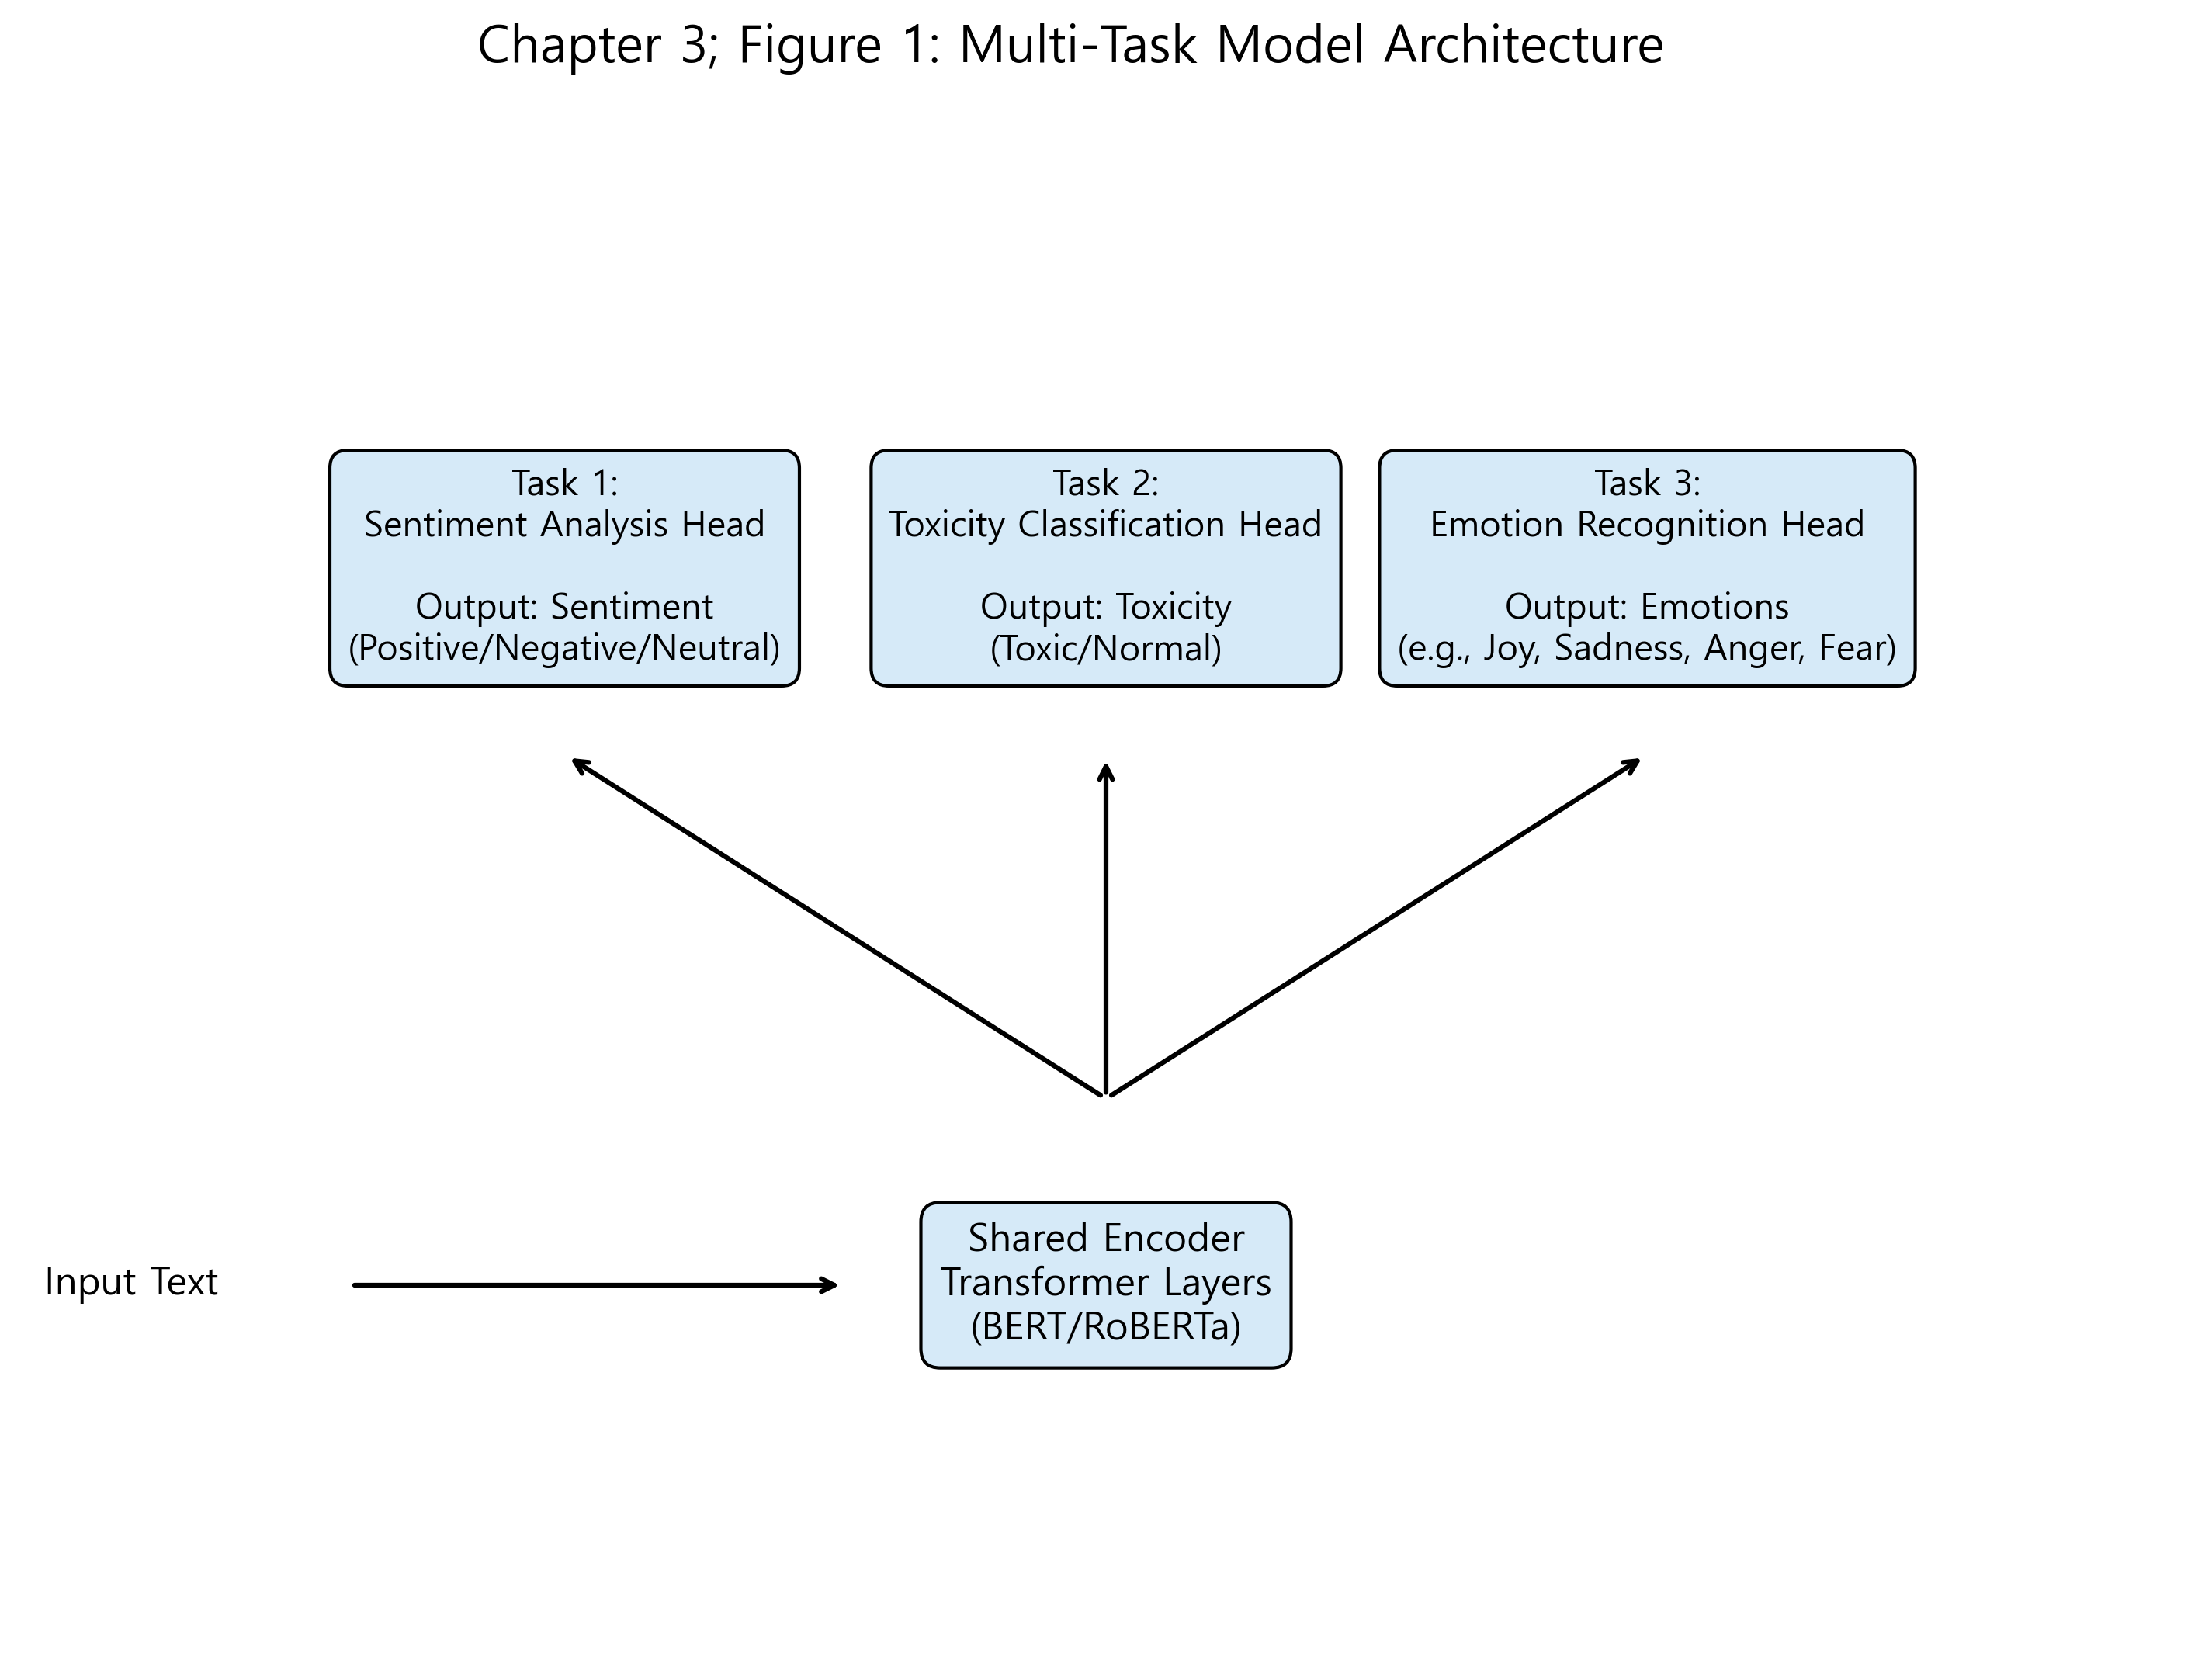 Chapter 3; Figure 1: Multi-Task Model Architecture
Task 1:
Sentiment Analysis Head
Output: Sentiment
(Positive/Negative/Neutral)
Task 2:
Toxicity Classification Head
Output: Toxicity
(Toxic/Normal)
Task 3:
Emotion Recognition Head
Output: Emotions
(e.g., Joy, Sadness, Anger, Fear)
Input Text
Shared Encoder
Transformer Layers
(BERT/RoBERTa)